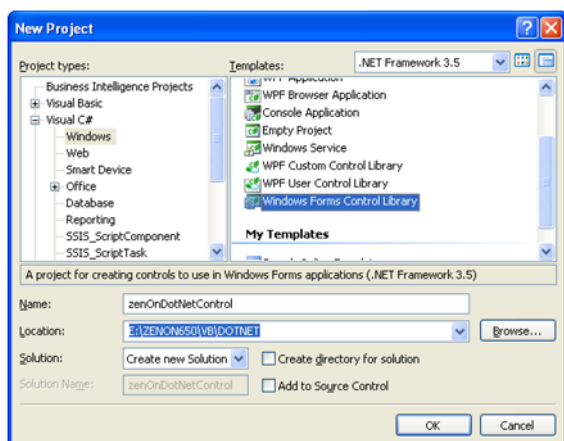 New Project
Project types:
Templates:
.NET Framework 3.5
Business Intelligence Projects
Visual Basic
Visual C#
Windows
Web
Smart Device
Office
Database
Reporting
SSIS_ScriptComponent
SSIS_ScriptTask
WPF Application
WPF Browser Application
Console Application
Empty Project
Windows Service
WPF Custom Control Library
WPF User Control Library
Windows Forms Control Library
My Templates
A project for creating controls to use in Windows Forms applications (.NET Framework 3.5)
Name: zenOnDotNetControl
Location: E:\ZENON650\VB\DOTNET Browse...
Solution: Create new Solution Create directory for solution
Solution Name: zenOnDotNetControl Add to Source Control
OK Cancel